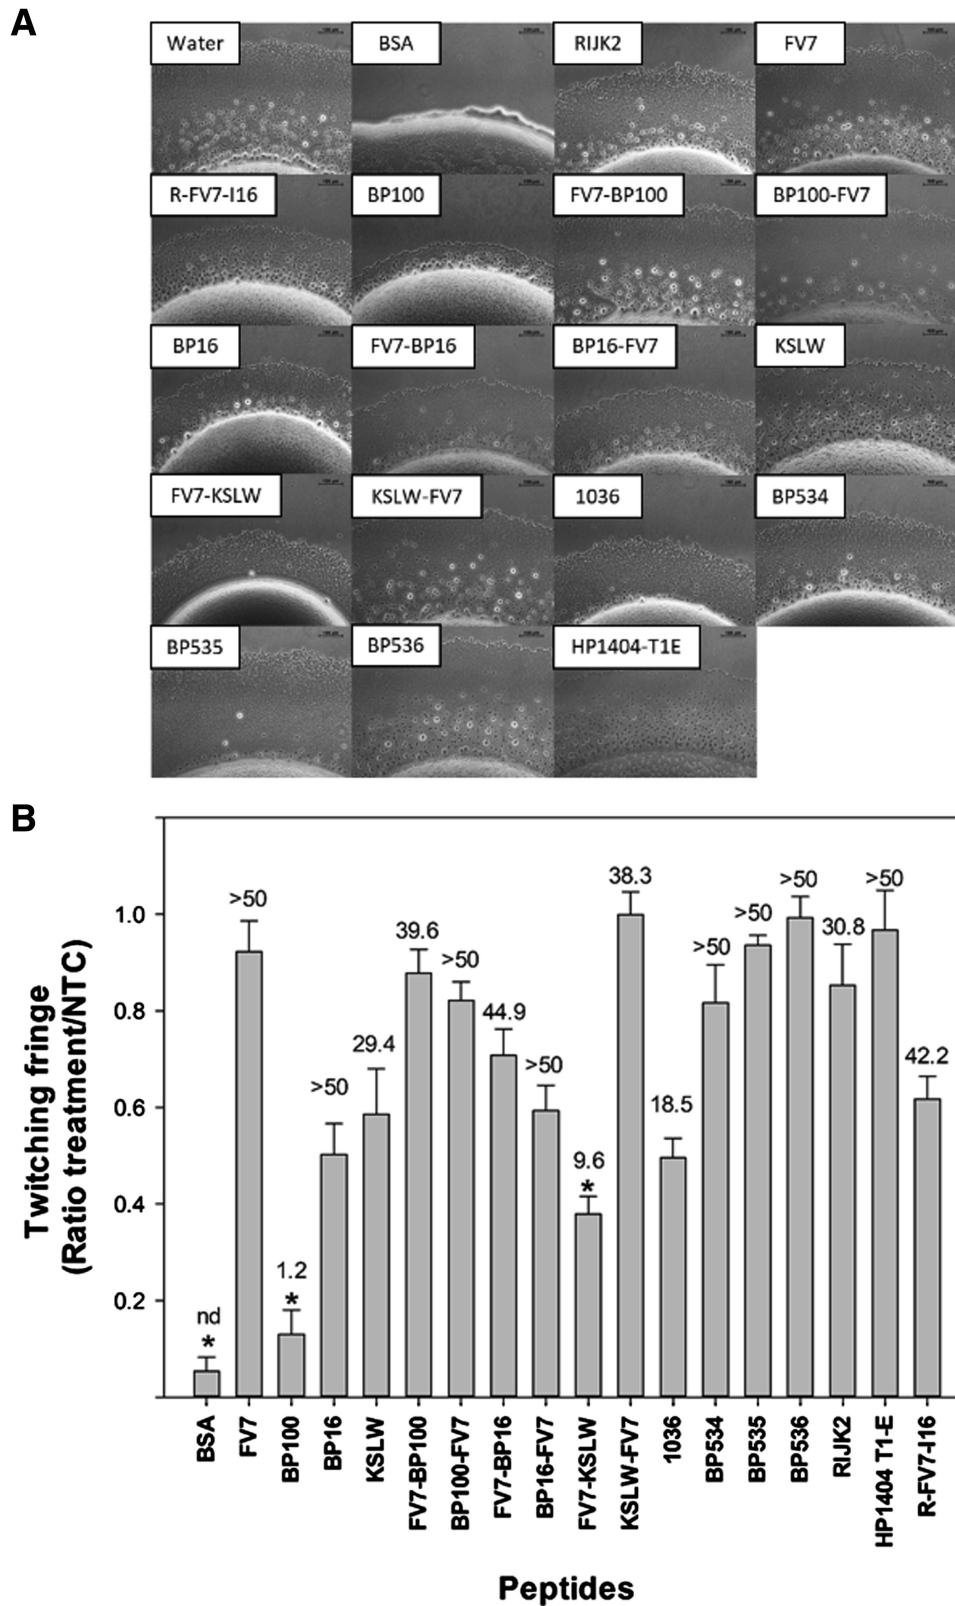 A
Water
BSA
RIJK2
FV7
R-FV7-I16
BP100
FV7-BP100
BP100-FV7
BP16
FV7-BP16
BP16-FV7
KSLW
FV7-KSLW
KSLW-FV7
1036
BP534
BP535
BP536
HP1404-T1E
B
Twitching fringe
(Ratio treatment/NTC)
1.0
0.8
0.6
0.4
0.2
nd
*
>50
1.2
*
>50
29.4
39.6
>50
44.9
>50
9.6
*
38.3
18.5
>50
>50
>50
30.8
>50
42.2
BSA
FV7
BP100
BP16
KSLW
FV7-BP100
BP100-FV7
FV7-BP16
BP16-FV7
FV7-KSLW
KSLW-FV7
1036
BP534
BP535
BP536
RIJK2
HP1404 T1-E
R-FV7-I16
Peptides